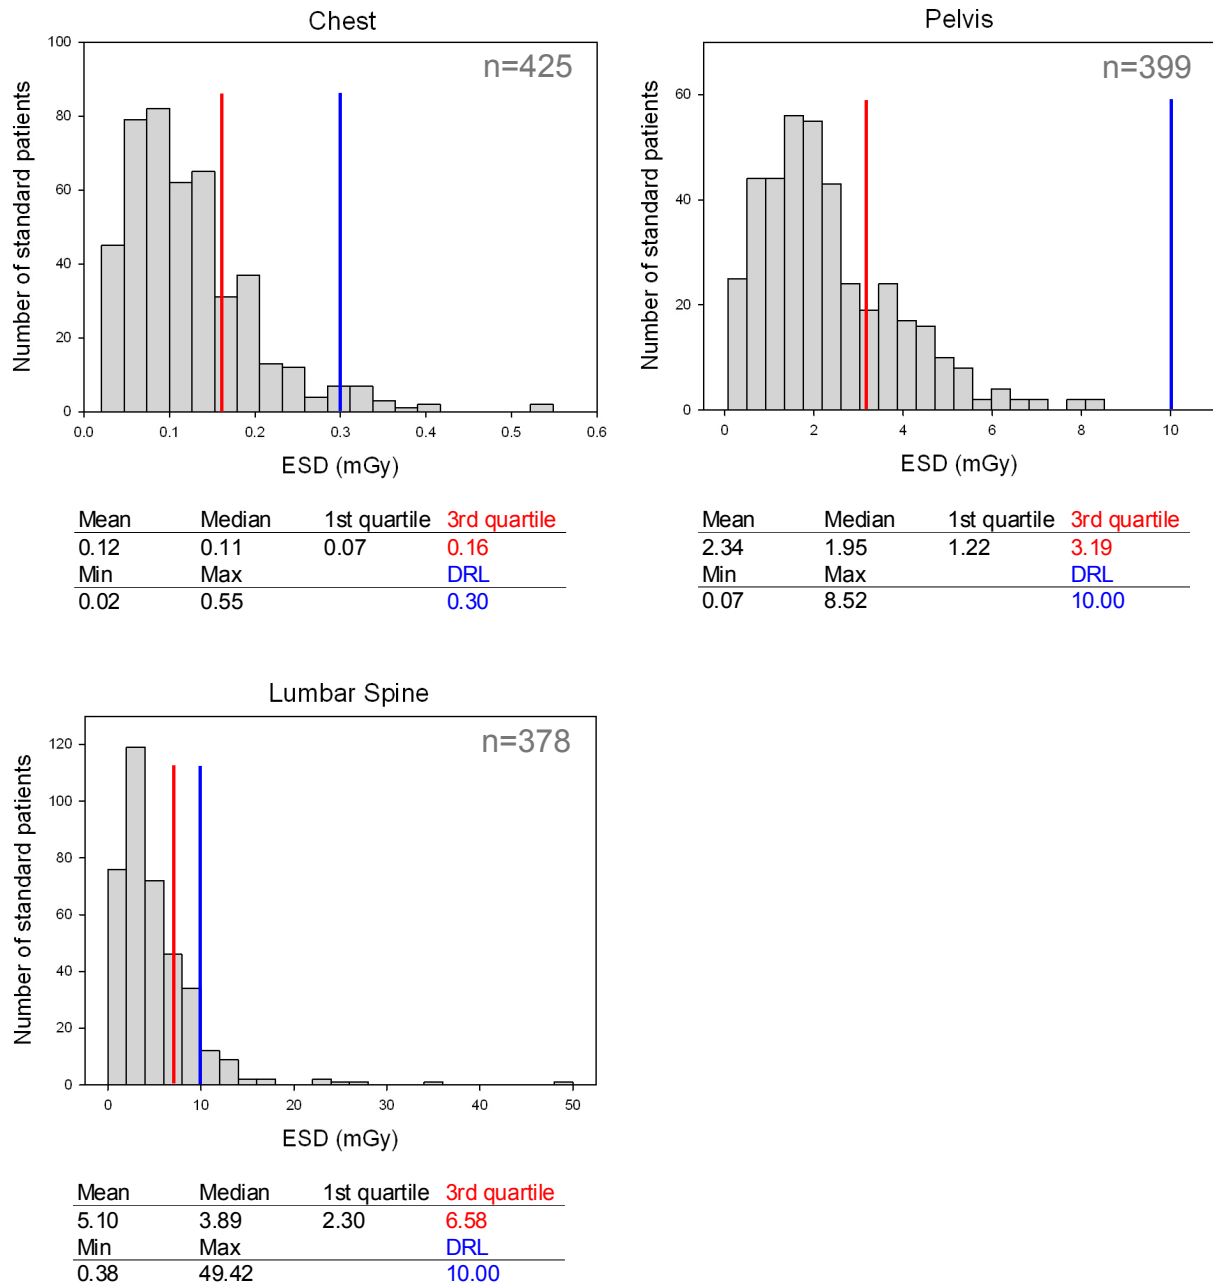 Chest
n=425
Number of standard patients
100
80
60
40
20
0
0.0 0.1 0.2 0.3 0.4 0.5 0.6
ESD (mGy)
Mean Median 1st quartile 3rd quartile
0.12 0.11 0.07 0.16
Min Max DRL
0.02 0.55 0.30
Pelvis
n=399
Number of standard patients
60
40
20
0
0 2 4 6 8 10
ESD (mGy)
Mean Median 1st quartile 3rd quartile
2.34 1.95 1.22 3.19
Min Max DRL
0.07 8.52 10.00
Lumbar Spine
n=378
Number of standard patients
120
100
80
60
40
20
0
0 10 20 30 40 50
ESD (mGy)
Mean Median 1st quartile 3rd quartile
5.10 3.89 2.30 6.58
Min Max DRL
0.38 49.42 10.00